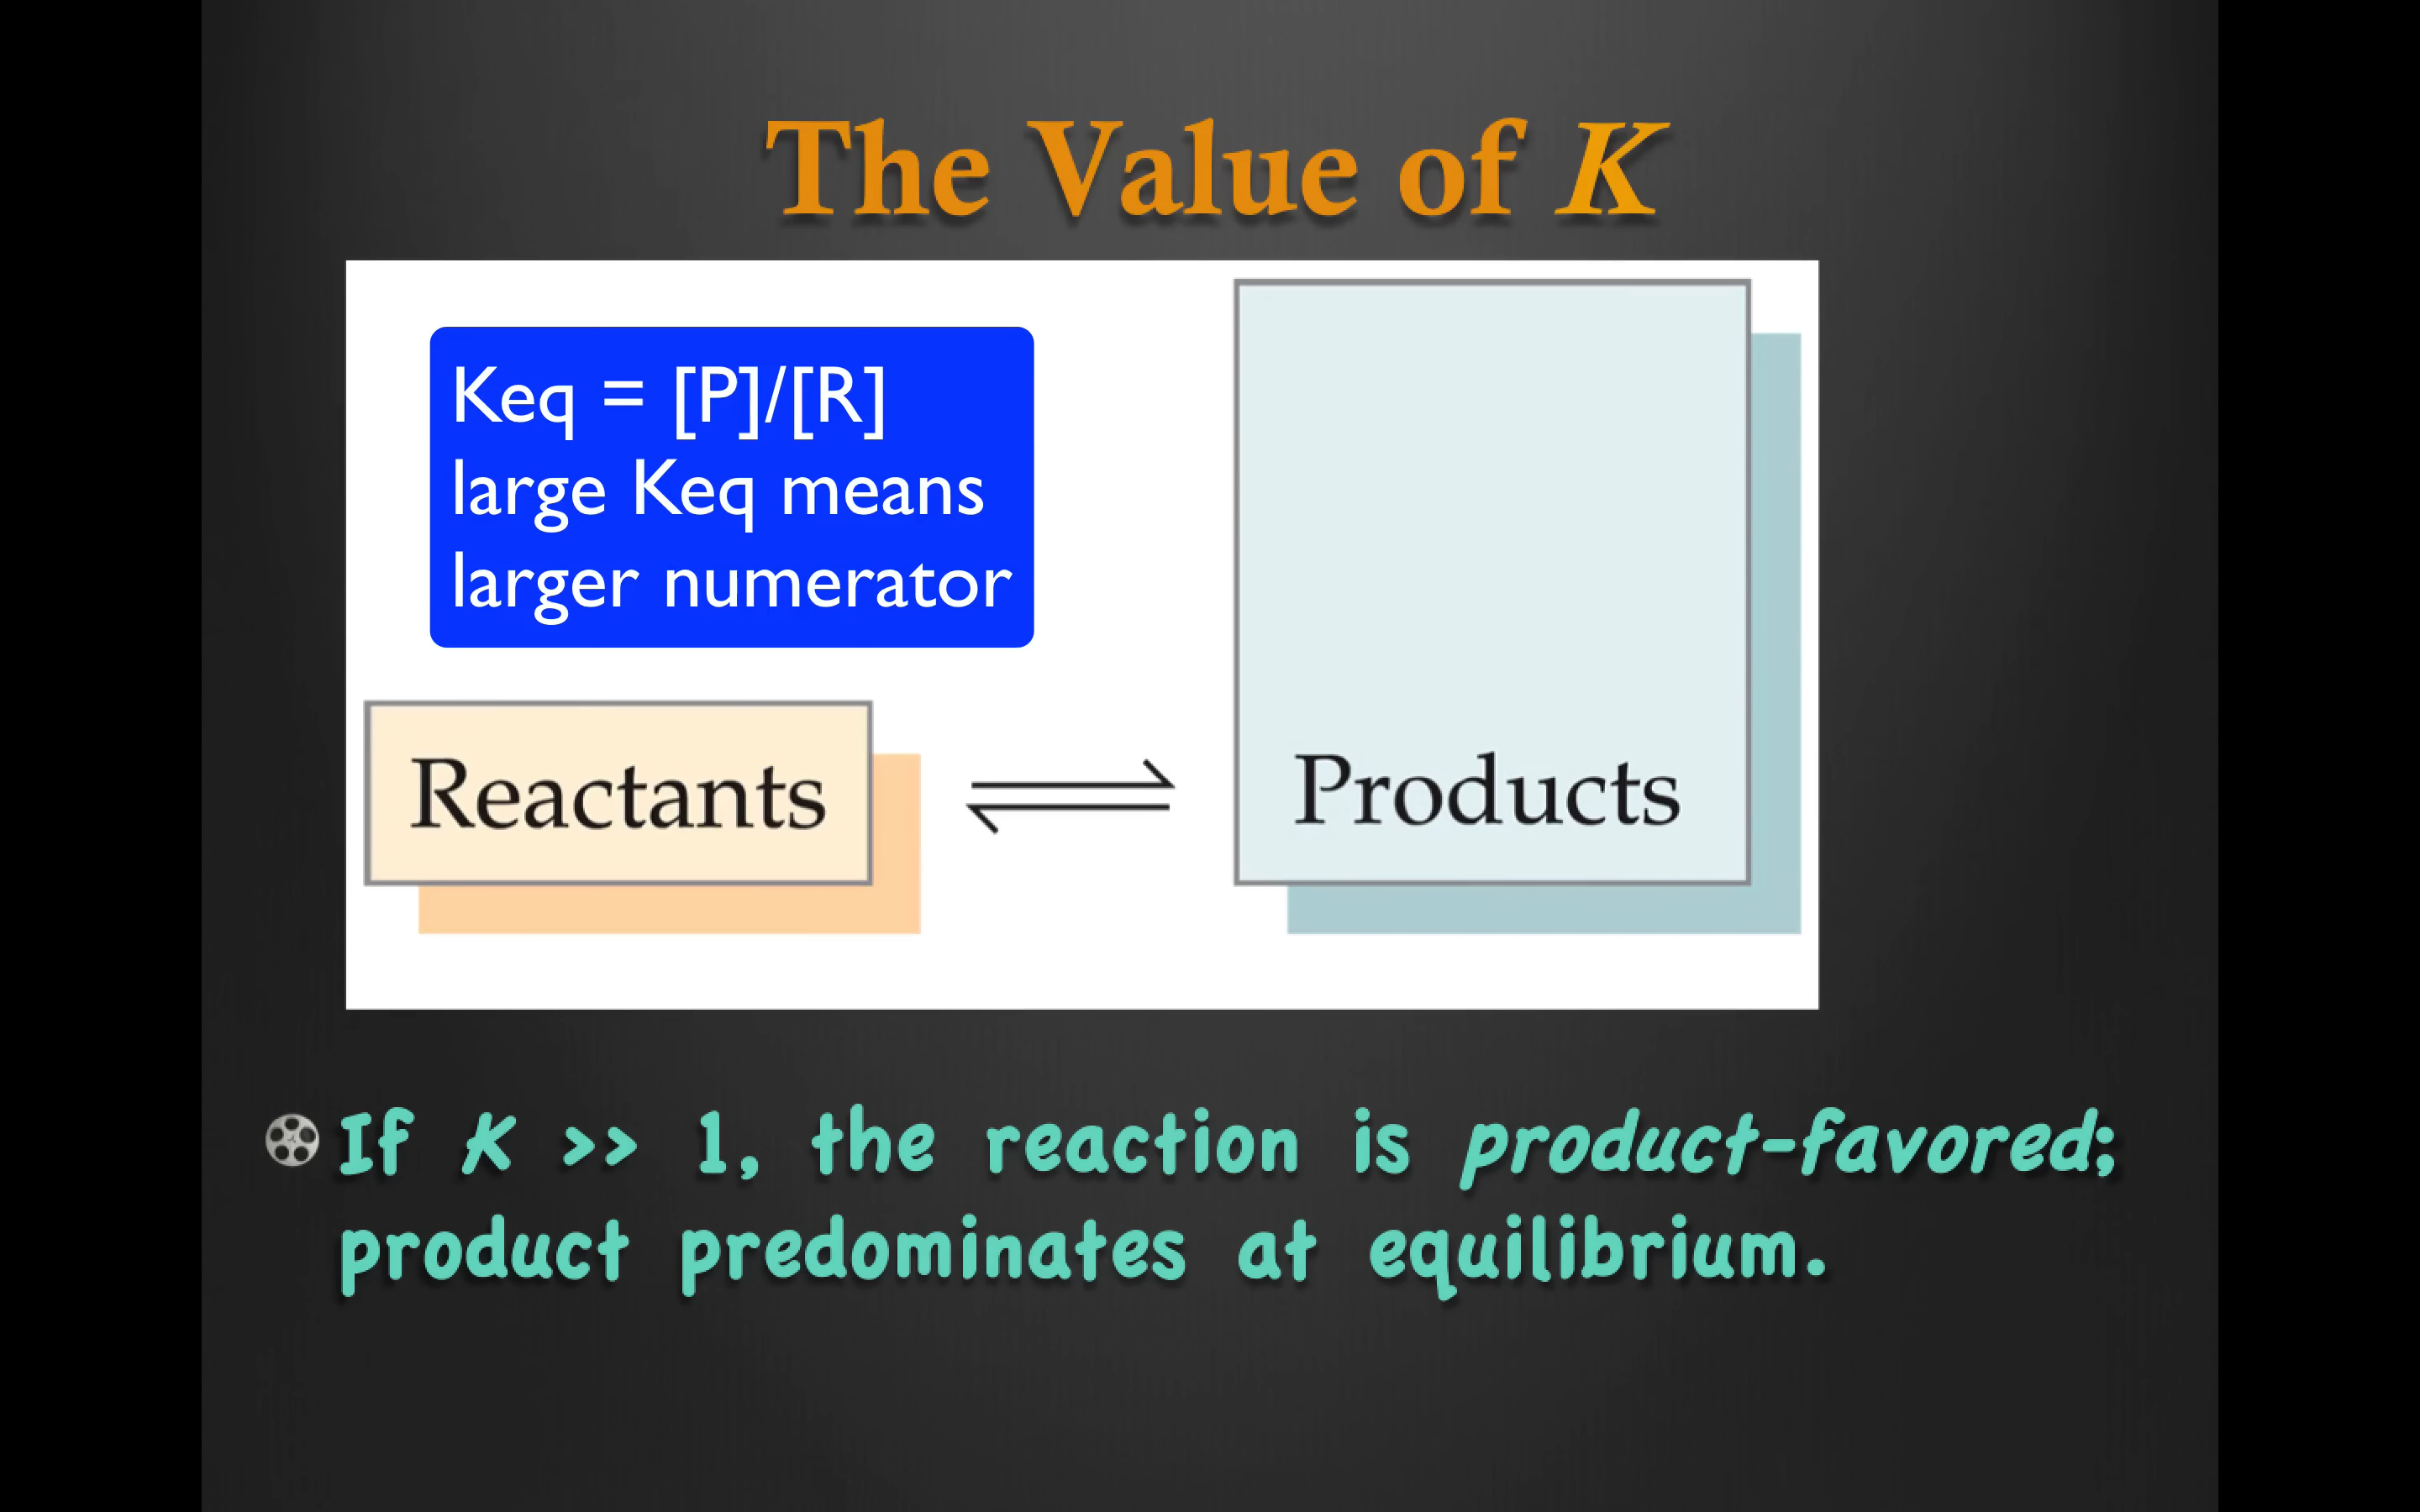 The Value of K
Keq = [P]/[R]
large Keq means
larger numerator
Reactants
Products
If K >> 1, the reaction is product-favored;
product predominates at equilibrium.